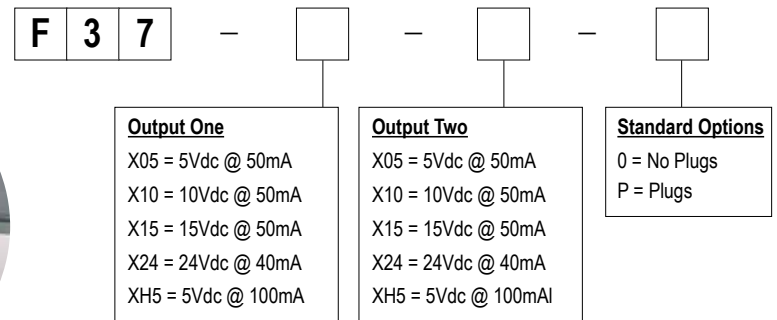 F 3 7 – – –
Output One
X05 = 5Vdc @ 50mA
X10 = 10Vdc @ 50mA
X15 = 15Vdc @ 50mA
X24 = 24Vdc @ 40mA
XH5 = 5Vdc @ 100mA
Output Two
X05 = 5Vdc @ 50mA
X10 = 10Vdc @ 50mA
X15 = 15Vdc @ 50mA
X24 = 24Vdc @ 40mA
XH5 = 5Vdc @ 100mAl
Standard Options
0 = No Plugs
P = Plugs